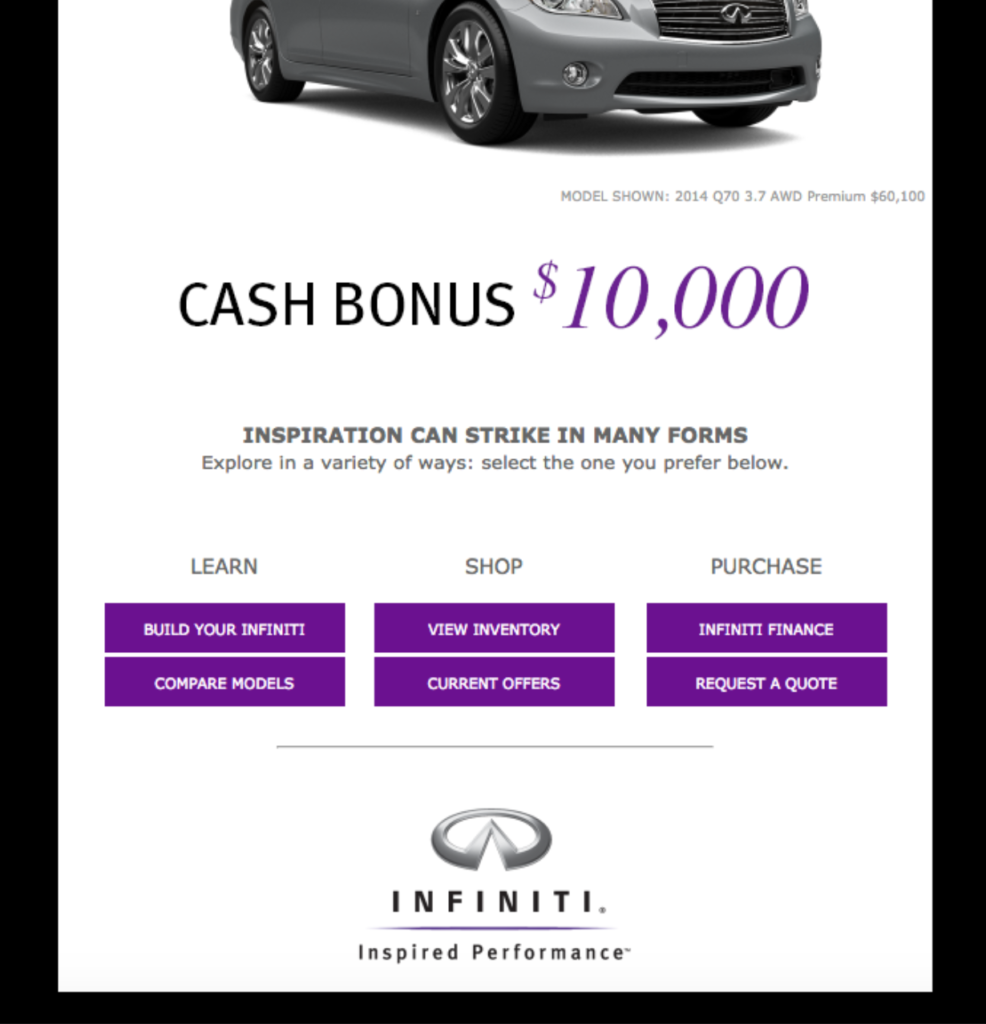 MODEL SHOWN: 2014 Q70 3.7 AWD Premium $60,100
CASH BONUS $10,000
INSPIRATION CAN STRIKE IN MANY FORMS
Explore in a variety of ways: select the one you prefer below.
LEARN SHOP PURCHASE
BUILD YOUR INFINITI VIEW INVENTORY INFINITI FINANCE
COMPARE MODELS CURRENT OFFERS REQUEST A QUOTE
INFINITI®
Inspired Performance™